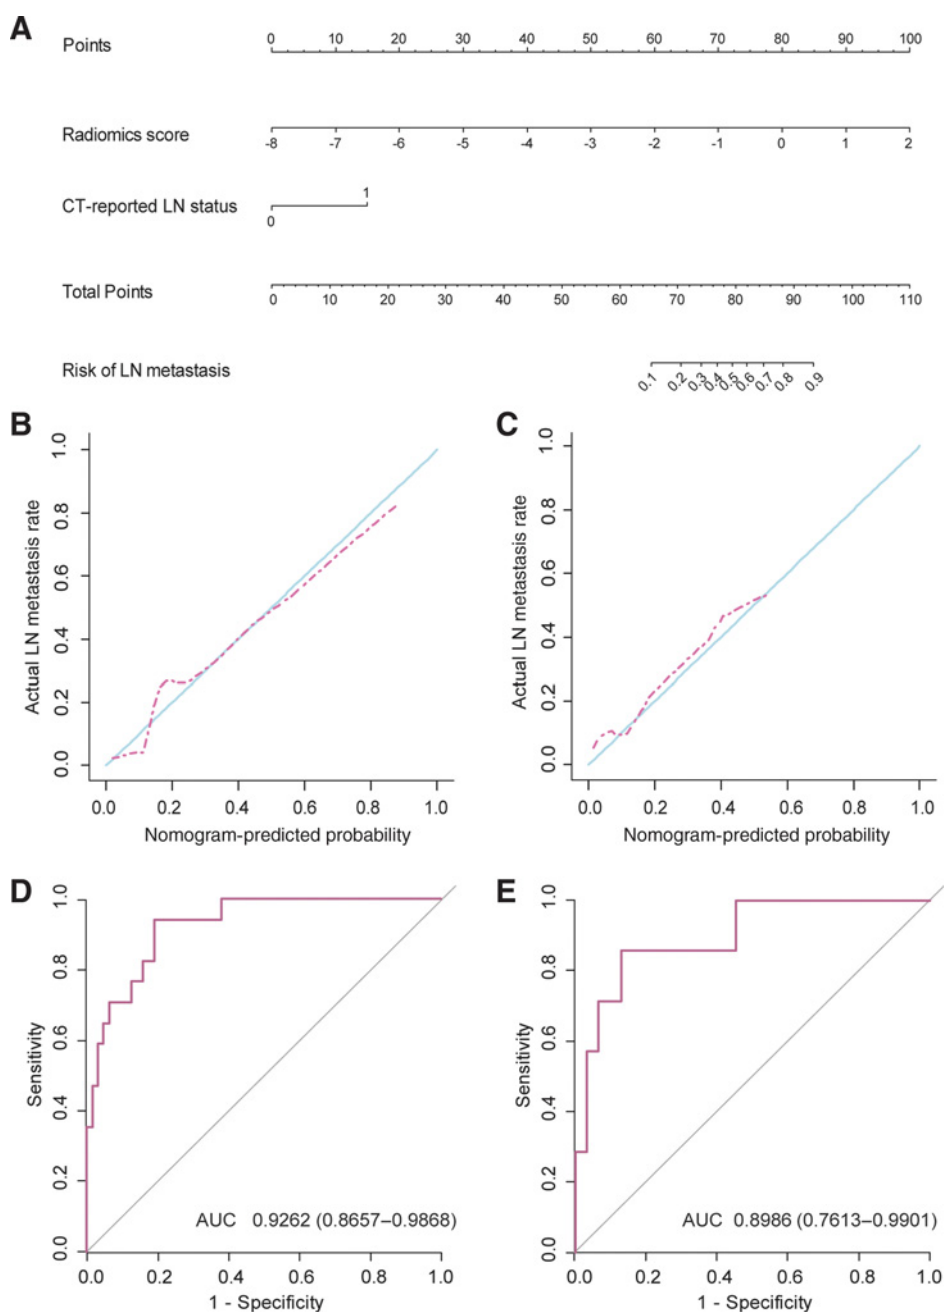 A
Points
0 10 20 30 40 50 60 70 80 90 100
Radiomics score
-8 -7 -6 -5 -4 -3 -2 -1 0 1 2
CT-reported LN status
1
0
Total Points
0 10 20 30 40 50 60 70 80 90 100 110
Risk of LN metastasis
0.1 0.2 0.3 0.4 0.5 0.6 0.7 0.8 0.9
B
Actual LN metastasis rate
1.0
0.8
0.6
0.4
0.2
0.0
0.0 0.2 0.4 0.6 0.8 1.0
Nomogram-predicted probability
C
Actual LN metastasis rate
1.0
0.8
0.6
0.4
0.2
0.0
0.0 0.2 0.4 0.6 0.8 1.0
Nomogram-predicted probability
D
Sensitivity
1.0
0.8
0.6
0.4
0.2
0.0
AUC 0.9262 (0.8657–0.9868)
0.0 0.2 0.4 0.6 0.8 1.0
1 - Specificity
E
Sensitivity
1.0
0.8
0.6
0.4
0.2
0.0
AUC 0.8986 (0.7613–0.9901)
0.0 0.2 0.4 0.6 0.8 1.0
1 - Specificity